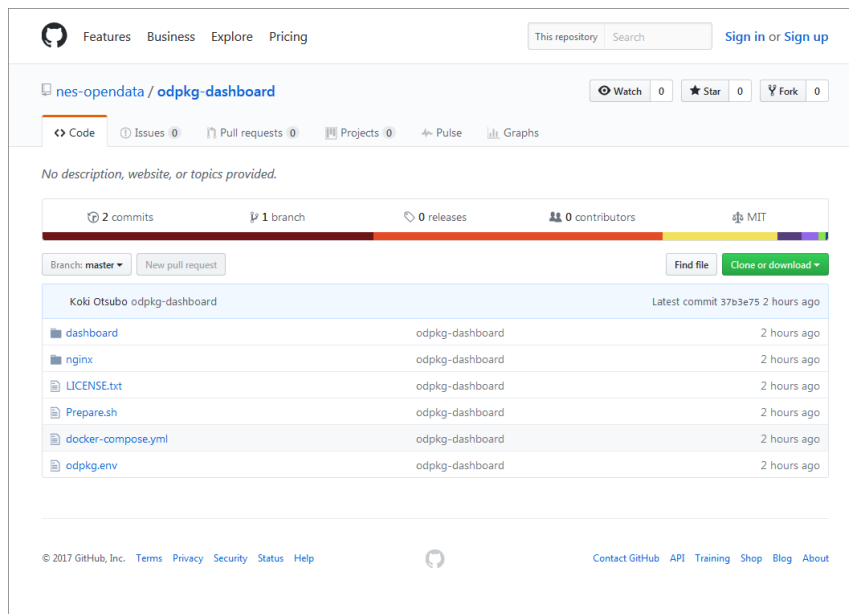 Features Business Explore Pricing This repository Search Sign in or Sign up
nes-opendata / odpkg-dashboard Watch 0 Star 0 Fork 0
Code Issues 0 Pull requests 0 Projects 0 Pulse Graphs
No description, website, or topics provided.
2 commits 1 branch 0 releases 0 contributors MIT
Branch: master New pull request Find file Clone or download
Koki Otsubo odpkg-dashboard Latest commit 37b3e75 2 hours ago
dashboard odpkg-dashboard 2 hours ago
nginx odpkg-dashboard 2 hours ago
LICENSE.txt odpkg-dashboard 2 hours ago
Prepare.sh odpkg-dashboard 2 hours ago
docker-compose.yml odpkg-dashboard 2 hours ago
odpkg.env odpkg-dashboard 2 hours ago
© 2017 GitHub, Inc. Terms Privacy Security Status Help Contact GitHub API Training Shop Blog About